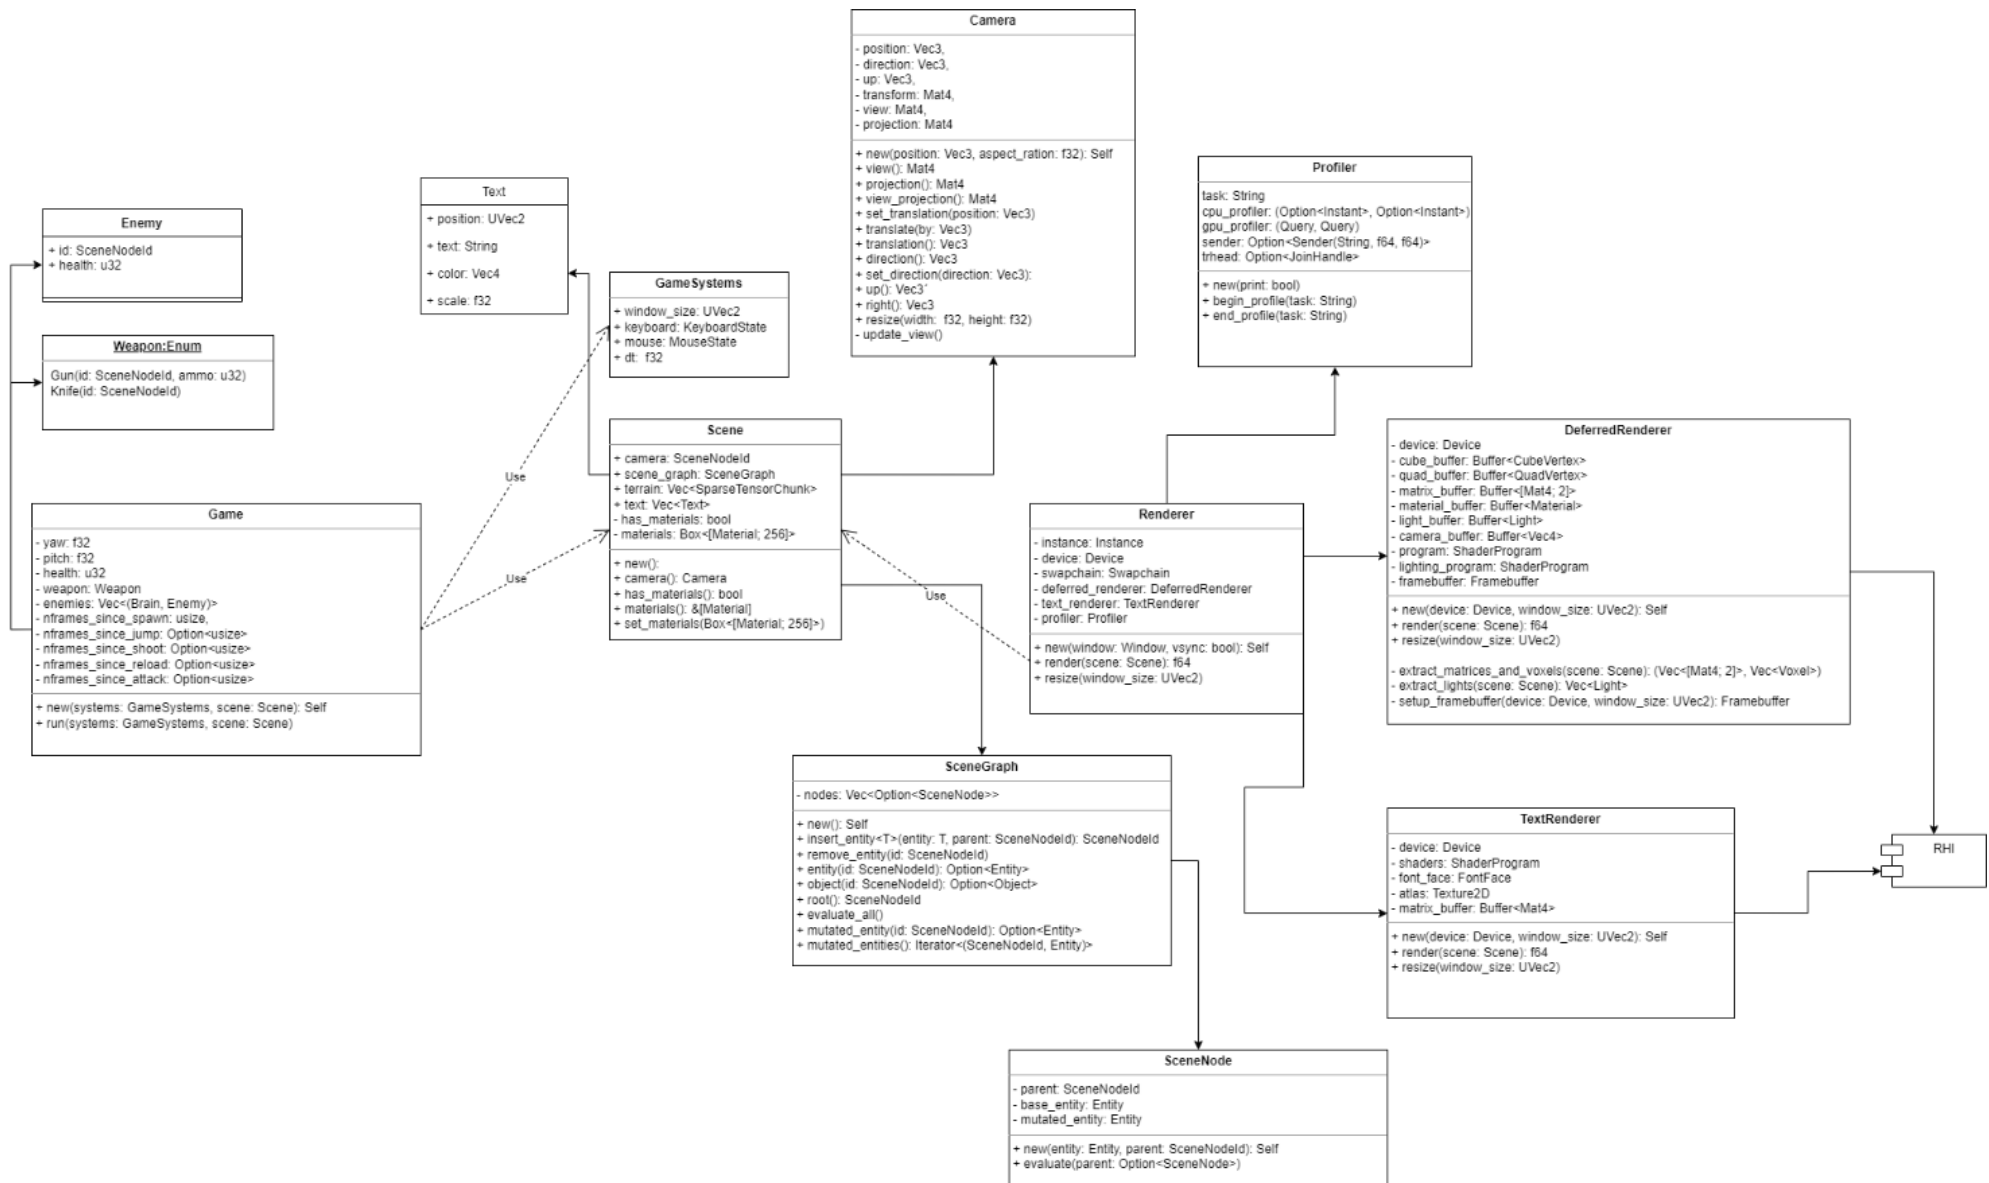 Camera
- position: Vec3,
- direction: Vec3,
- up: Vec3,
- transform: Mat4,
- view: Mat4,
- projection: Mat4
+ new(position: Vec3, aspect_ration: f32): Self
+ view(): Mat4
+ projection(): Mat4
+ view_projection(): Mat4
+ set_translation(position: Vec3)
+ translate(by: Vec3)
+ translation(): Vec3
+ direction(): Vec3
+ set_direction(direction: Vec3):
+ up(): Vec3´
+ right(): Vec3
+ resize(width: f32, height: f32)
- update_view()
Profiler
task: String
cpu_profiler: (Option<Instant>, Option<Instant>)
gpu_profiler: (Query, Query)
sender: Option<Sender(String, f64, f64)>
trhead: Option<JoinHandle>
+ new(print: bool)
+ begin_profile(task: String)
+ end_profile(task: String)
Text
+ position: UVec2
+ text: String
+ color: Vec4
+ scale: f32
Enemy
+ id: SceneNodeId
+ health: u32
GameSystems
+ window_size: UVec2
+ keyboard: KeyboardState
+ mouse: MouseState
+ dt: f32
Weapon:Enum
Gun(id: SceneNodeId, ammo: u32)
Knife(id: SceneNodeId)
Scene
+ camera: SceneNodeId
+ scene_graph: SceneGraph
+ terrain: Vec<SparseTensorChunk>
+ text: Vec<Text>
- has_materials: bool
- materials: Box<[Material; 256]>
+ new():
+ camera(): Camera
+ has_materials(): bool
+ materials(): &[Material]
+ set_materials(Box<[Material; 256]>)
Use
Use
Use
DeferredRenderer
- device: Device
- cube_buffer: Buffer<CubeVertex>
- quad_buffer: Buffer<QuadVertex>
- matrix_buffer: Buffer<[Mat4; 2]>
- material_buffer: Buffer<Material>
- light_buffer: Buffer<Light>
- camera_buffer: Buffer<Vec4>
- program: ShaderProgram
- lighting_program: ShaderProgram
- framebuffer: Framebuffer
+ new(device: Device, window_size: UVec2): Self
+ render(scene: Scene): f64
+ resize(window_size: UVec2)
- extract_matrices_and_voxels(scene: Scene): (Vec<[Mat4; 2]>, Vec<Voxel>)
- extract_lights(scene: Scene): Vec<Light>
- setup_framebuffer(device: Device, window_size: UVec2): Framebuffer
Game
- yaw: f32
- pitch: f32
- health: u32
- weapon: Weapon
- enemies: Vec<(Brain, Enemy)>
- nframes_since_spawn: usize,
- nframes_since_jump: Option<usize>
- nframes_since_shoot: Option<usize>
- nframes_since_reload: Option<usize>
- nframes_since_attack: Option<usize>
+ new(systems: GameSystems, scene: Scene): Self
+ run(systems: GameSystems, scene: Scene)
Renderer
- instance: Instance
- device: Device
- swapchain: Swapchain
- deferred_renderer: DeferredRenderer
- text_renderer: TextRenderer
- profiler: Profiler
+ new(window: Window, vsync: bool): Self
+ render(scene: Scene): f64
+ resize(window_size: UVec2)
SceneGraph
- nodes: Vec<Option<SceneNode>>
+ new(): Self
+ insert_entity<T>(entity: T, parent: SceneNodeId): SceneNodeId
+ remove_entity(id: SceneNodeId)
+ entity(id: SceneNodeId): Option<Entity>
+ object(id: SceneNodeId): Option<Object>
+ root(): SceneNodeId
+ evaluate_all()
+ mutated_entity(id: SceneNodeId): Option<Entity>
+ mutated_entities(): Iterator<(SceneNodeId, Entity)>
TextRenderer
- device: Device
- shaders: ShaderProgram
- font_face: FontFace
- atlas: Texture2D
- matrix_buffer: Buffer<Mat4>
+ new(device: Device, window_size: UVec2): Self
+ render(scene: Scene): f64
+ resize(window_size: UVec2)
RHI
SceneNode
- parent: SceneNodeId
- base_entity: Entity
- mutated_entity: Entity
+ new(entity: Entity, parent: SceneNodeId): Self
+ evaluate(parent: Option<SceneNode>)